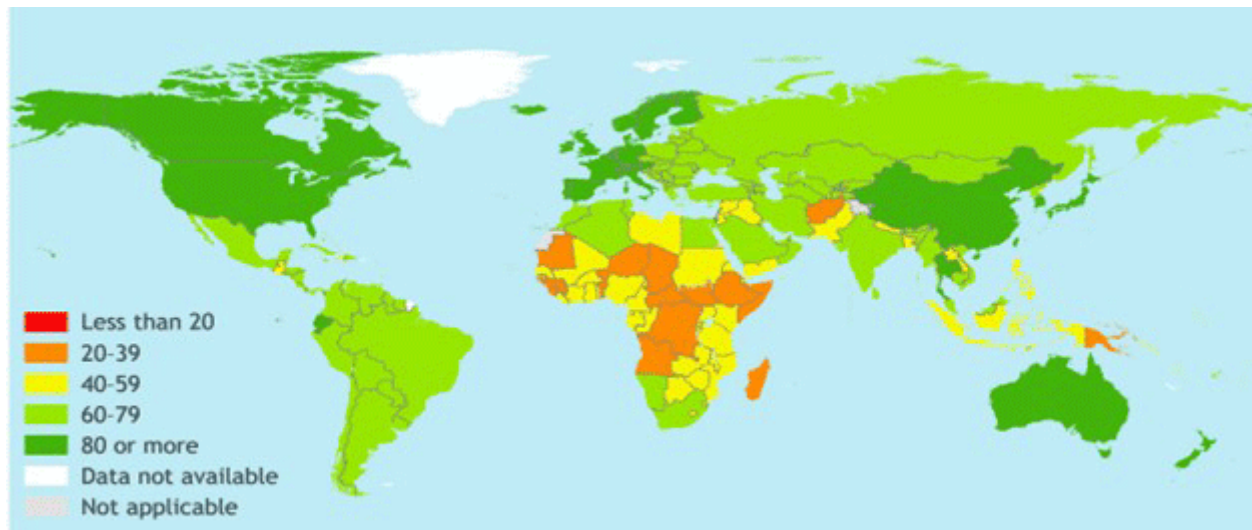 Less than 20
20-39
40-59
60-79
80 or more
Data not available
Not applicable